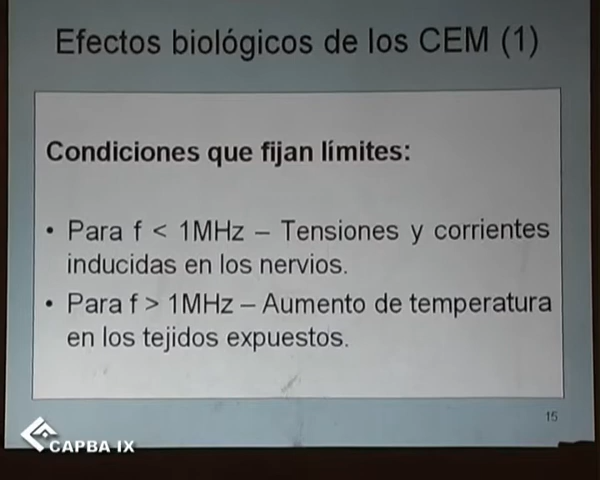 Efectos biológicos de los CEM (1)
Condiciones que fijan límites:
• Para f < 1MHz – Tensiones y corrientes
inducidas en los nervios.
• Para f > 1MHz – Aumento de temperatura
en los tejidos expuestos.
15
CAPBA IX